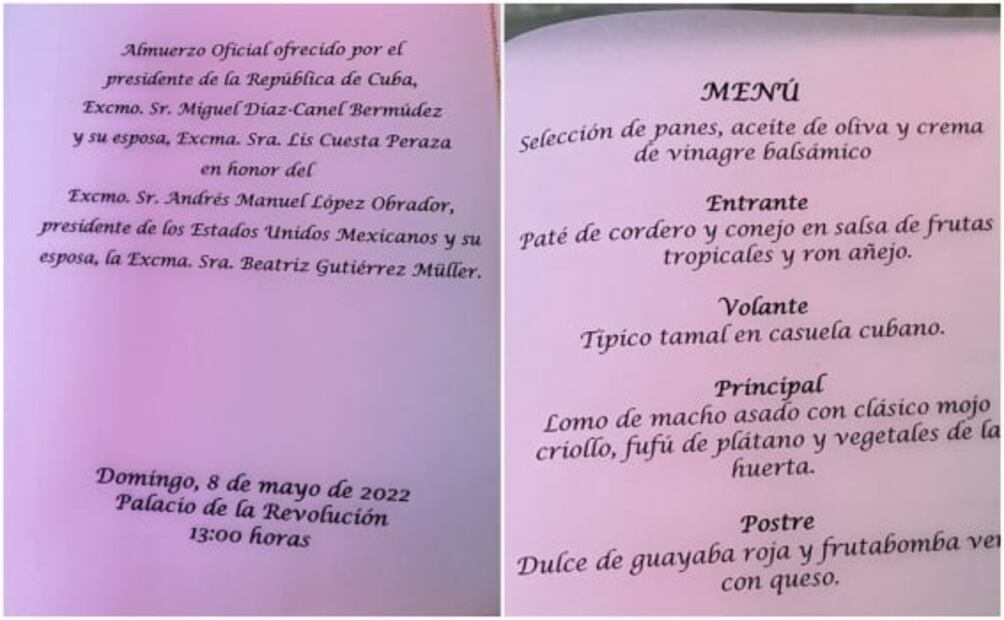 Almuerzo Oficial ofrecido por el
presidente de la República de Cuba,
Excmo. Sr. Miguel Díaz-Canel Bermúdez
y su esposa, Excma. Sra. Lis Cuesta Peraza
en honor del
Excmo. Sr. Andrés Manuel López Obrador,
presidente de los Estados Unidos Mexicanos y su
esposa, la Excma. Sra. Beatriz Gutiérrez Müller.
Domingo, 8 de mayo de 2022
Palacio de la Revolución
13:00 horas
MENÚ
Selección de panes, aceite de oliva y crema
de vinagre balsámico
Entrante
Paté de cordero y conejo en salsa de frutas
tropicales y ron añejo.
Volante
Típico tamal en casuela cubano.
Principal
Lomo de macho asado con clásico mojo
criollo, fufú de plátano y vegetales de la
huerta.
Postre
Dulce de guayaba roja y frutabomba
con queso.